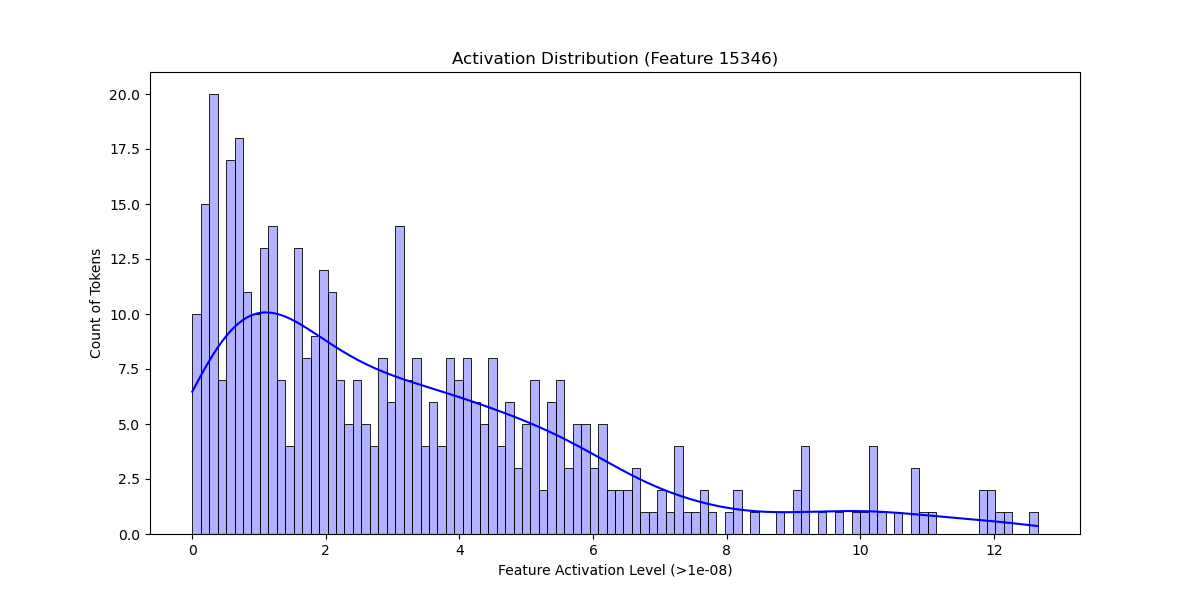 Activation Distribution (Feature 15346)
20.0
17.5
15.0
12.5
10.0
7.5
5.0
2.5
0.0
Count of Tokens
0 2 4 6 8 10 12
Feature Activation Level (>1e-08)